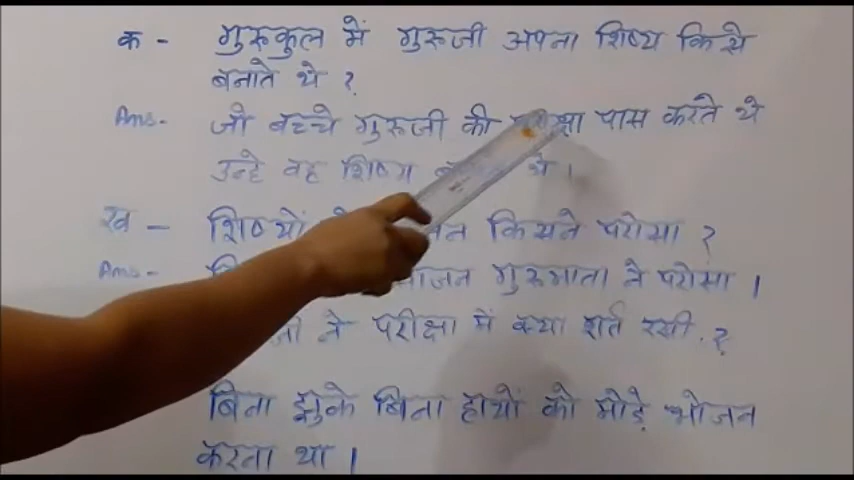 क - गुरुकुल में गुरुजी अपना शिष्य किसे
बनाते थे ?
Ans. - जो बच्चे गुरुजी की परीक्षा पास करते थे
उन्हे वह शिष्य थे ।
ख - शिष्यों किसने परोसा ?
Ans - भोजन गुरुमाता ने परोसा ।
ने परीक्षा में क्या शर्त रखी . ?
बिना झुके बिना हाथों को मोड़े भोजन
करना था ।